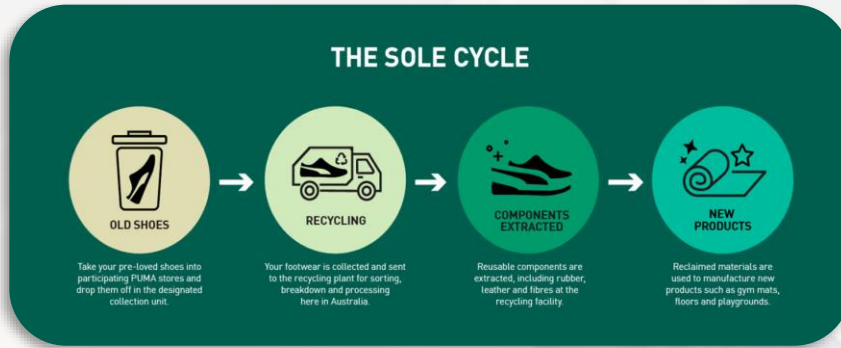 THE SOLE CYCLE
OLD SHOES
Take your pre-loved shoes into
participating PUMA stores and
drop them off in the designated
collection unit.
RECYCLING
Your footwear is collected and sent
to the recycling plant for sorting,
breakdown and processing
here in Australia.
COMPONENTS
EXTRACTED
Reusable components are
extracted, including rubber,
leather and fibres at the
recycling facility.
NEW
PRODUCTS
Reclaimed materials are
used to manufacture new
products such as gym mats,
floors and playgrounds.